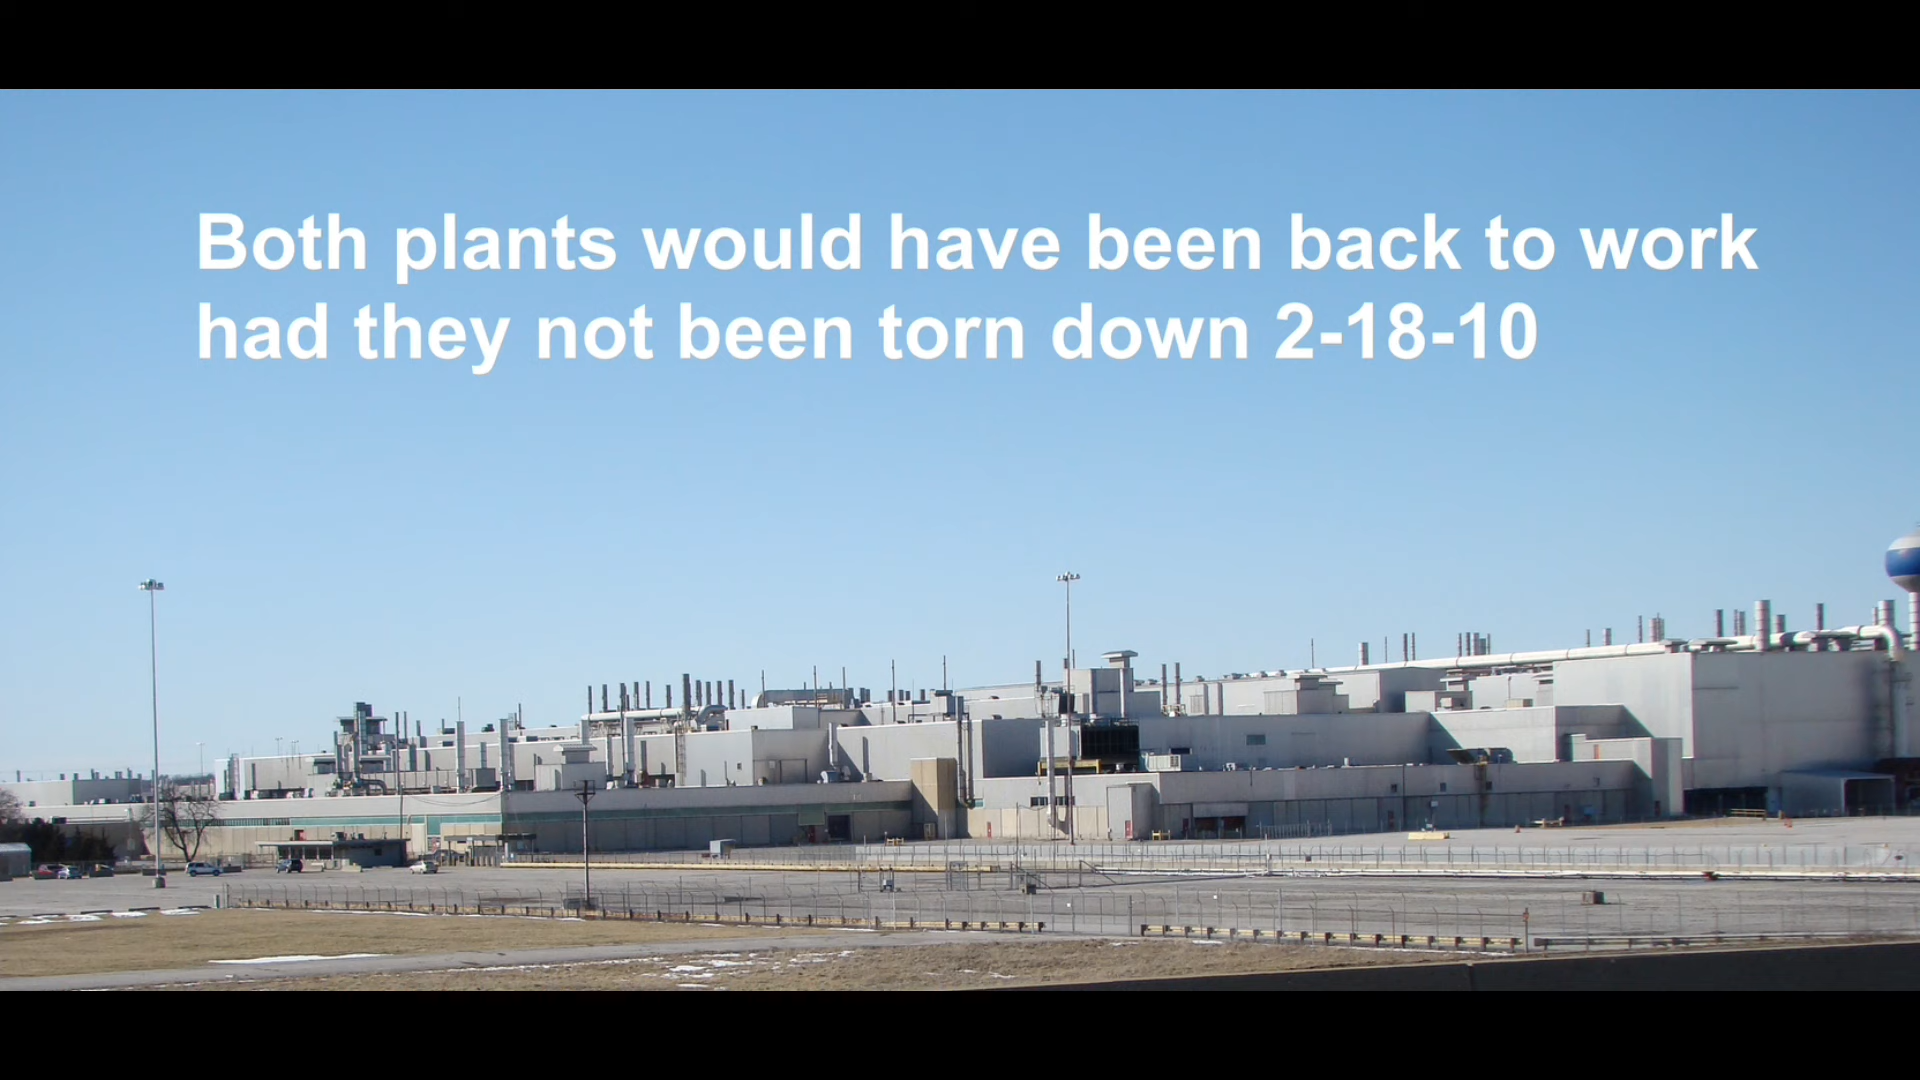 Both plants would have been back to work
had they not been torn down 2-18-10